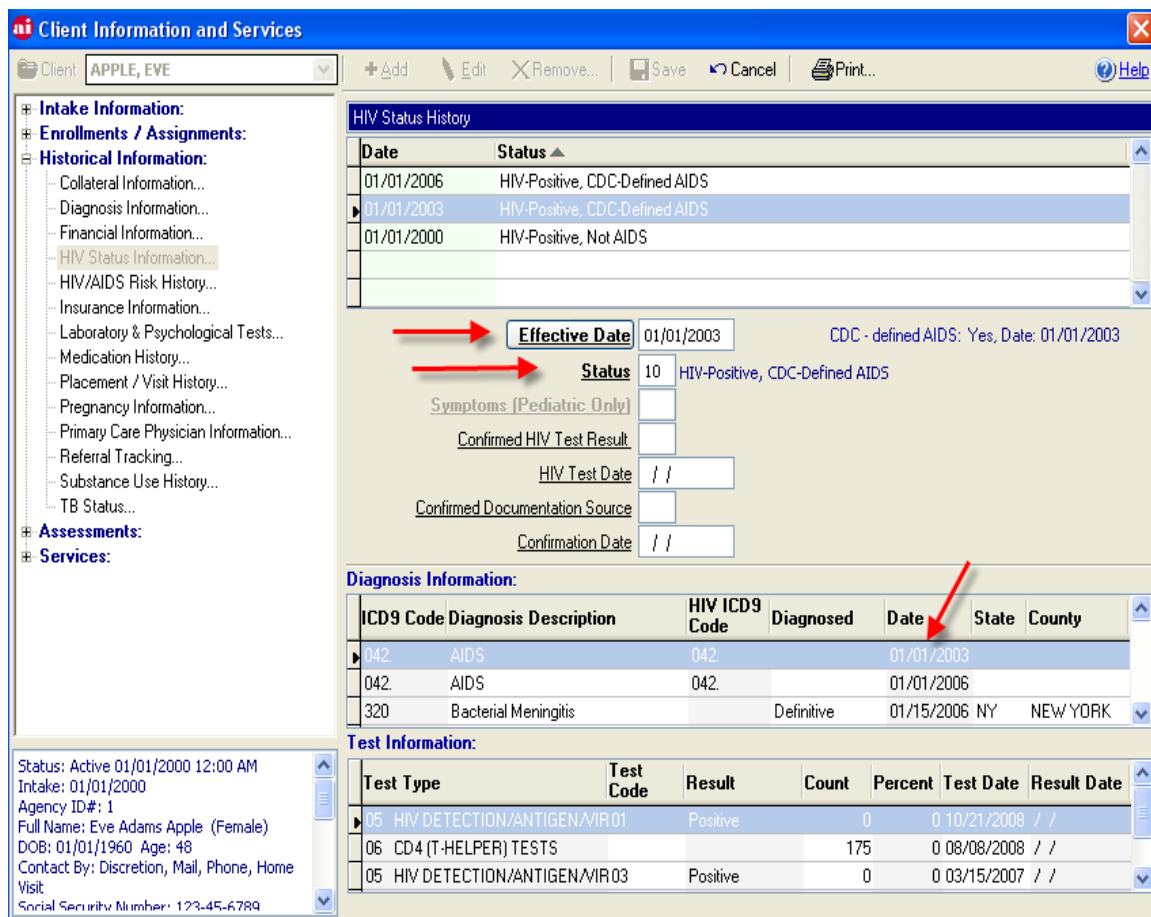 ai Client Information and Services
Client APPLE, EVE Add Edit Remove... Save Cancel Print... Help
Intake Information:
Enrollments / Assignments:
Historical Information:
Collateral Information...
Diagnosis Information...
Financial Information...
HIV Status Information...
HIV/AIDS Risk History...
Insurance Information...
Laboratory & Psychological Tests...
Medication History...
Placement / Visit History...
Pregnancy Information...
Primary Care Physician Information...
Referral Tracking...
Substance Use History...
TB Status...
Assessments:
Services:
Status: Active 01/01/2000 12:00 AM
Intake: 01/01/2000
Agency ID#: 1
Full Name: Eve Adams Apple (Female)
DOB: 01/01/1960 Age: 48
Contact By: Discretion, Mail, Phone, Home
Visit
Social Security Number: 123-45-6789
HIV Status History
Date Status
01/01/2006 HIV-Positive, CDC-Defined AIDS
01/01/2003 HIV-Positive, CDC-Defined AIDS
01/01/2000 HIV-Positive, Not AIDS
Effective Date 01/01/2003 CDC - defined AIDS: Yes, Date: 01/01/2003
Status 10 HIV-Positive, CDC-Defined AIDS
Symptoms (Pediatric Only)
Confirmed HIV Test Result
HIV Test Date / /
Confirmed Documentation Source
Confirmation Date / /
Diagnosis Information:
ICD9 Code Diagnosis Description HIV ICD9 Code Diagnosed Date State County
042. AIDS 042. 01/01/2003
042. AIDS 042. 01/01/2006
320 Bacterial Meningitis Definitive 01/15/2006 NY NEW YORK
Test Information:
Test Type Test Code Result Count Percent Test Date Result Date
05 HIV DETECTION/ANTIGEN/VIR 01 Positive 0 0 10/21/2008 / /
06 CD4 (T-HELPER) TESTS 175 0 08/08/2008 / /
05 HIV DETECTION/ANTIGEN/VIR 03 Positive 0 0 03/15/2007 / /